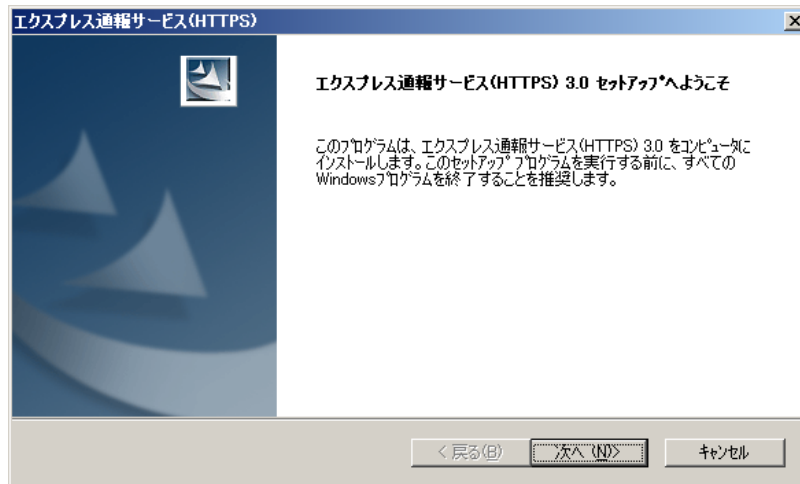 エクスプレス通報サービス(HTTPS)
エクスプレス通報サービス(HTTPS) 3.0 ｾｯﾄｱｯﾌﾟへようこそ
このﾌﾟﾛｸﾞﾗﾑは、エクスプレス通報サービス(HTTPS) 3.0 をｺﾝﾋﾟｭｰﾀに
ｲﾝｽﾄｰﾙします。このｾｯﾄｱｯﾌﾟ ﾌﾟﾛｸﾞﾗﾑを実行する前に、すべての
Windowsﾌﾟﾛｸﾞﾗﾑを終了することを推奨します。
< 戻る(B) 次へ (N)> ｷｬﾝｾﾙ